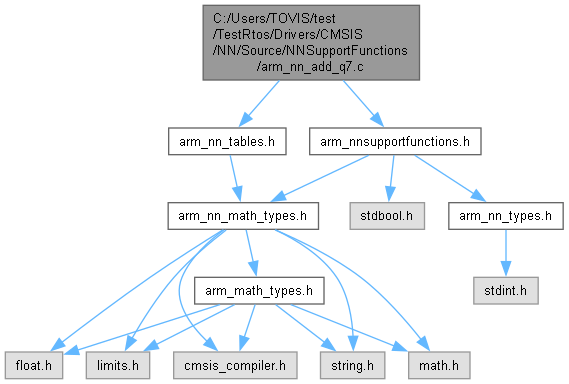 C:/Users/TOVIS/test
/TestRtos/Drivers/CMSIS
/NN/Source/NNSupportFunctions
/arm_nn_add_q7.c
arm_nn_tables.h
arm_nnsupportfunctions.h
arm_nn_math_types.h
stdbool.h
arm_nn_types.h
arm_math_types.h
stdint.h
float.h
limits.h
cmsis_compiler.h
string.h
math.h